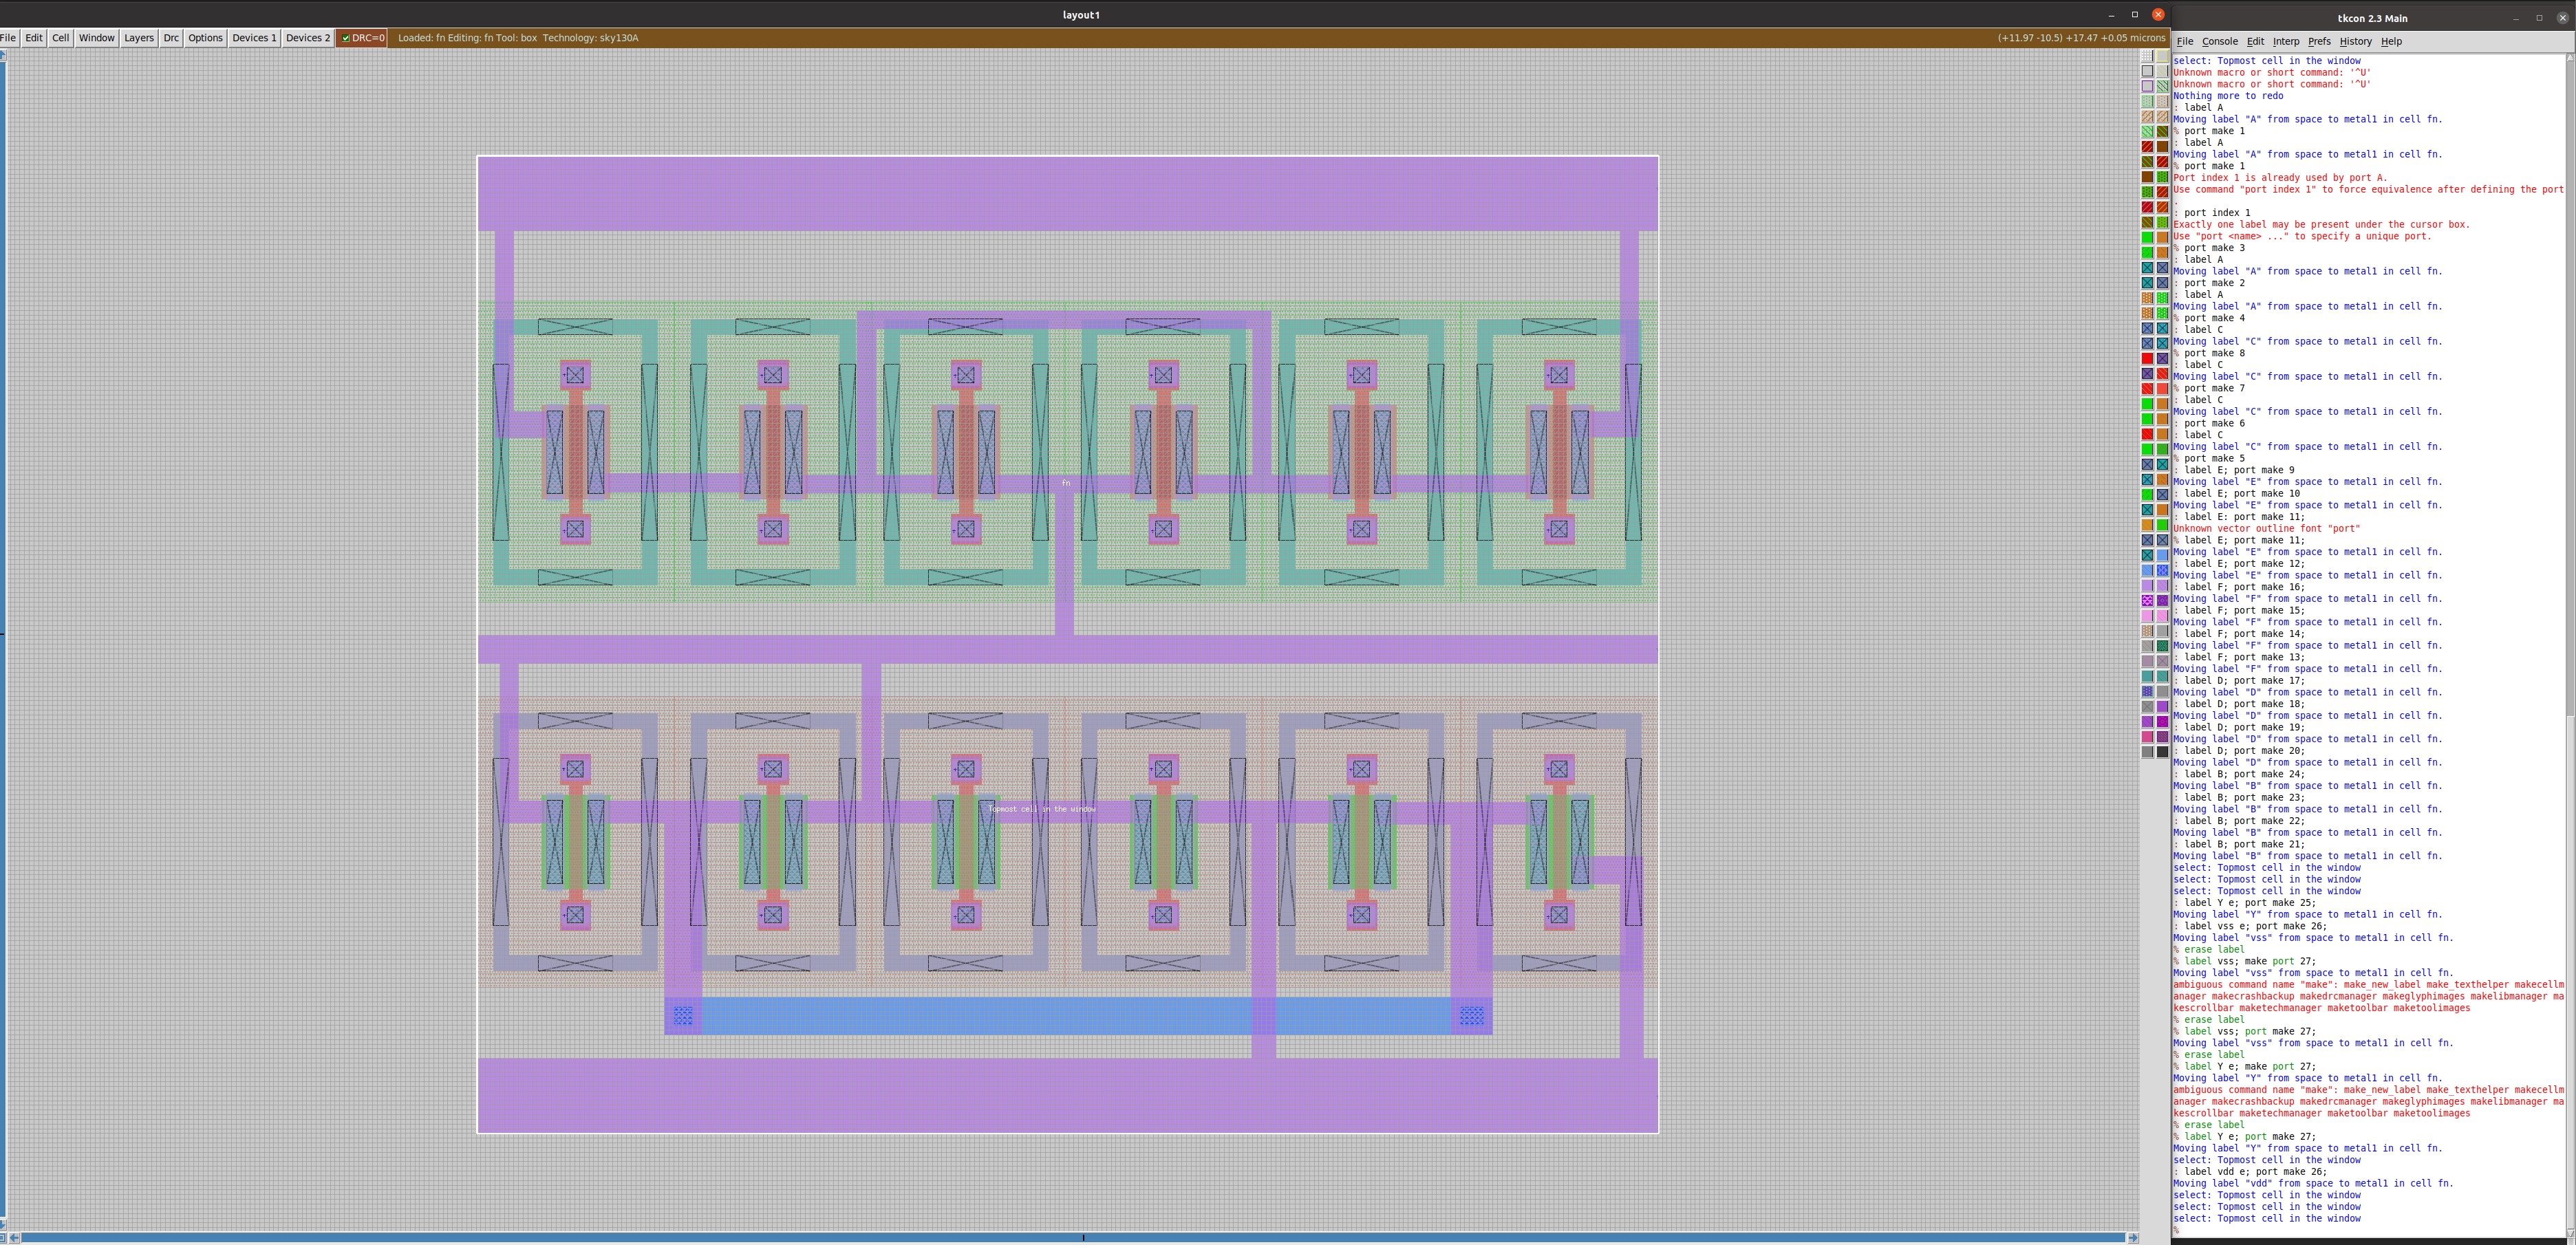 layout1
File Edit Cell Window Layers Drc Options Devices 1 Devices 2 DRC=0 Loaded: fn Editing: fn Tool: box Technology: sky130A (+11.97 -10.5) +17.47 +0.05 microns
fn
Topmost cell in the window
tkcon 2.3 Main
File Console Edit Interp Prefs History Help
select: Topmost cell in the window
Unknown macro or short command: '^U'
Unknown macro or short command: '^U'
Nothing more to redo
: label A
Moving label "A" from space to metal1 in cell fn.
% port make 1
: label A
Moving label "A" from space to metal1 in cell fn.
% port make 1
Port index 1 is already used by port A.
Use command "port index 1" to force equivalence after defining the port
.
: port index 1
Exactly one label may be present under the cursor box.
Use "port <name> ..." to specify a unique port.
% port make 3
: label A
Moving label "A" from space to metal1 in cell fn.
% port make 2
: label A
Moving label "A" from space to metal1 in cell fn.
% port make 4
: label C
Moving label "C" from space to metal1 in cell fn.
% port make 8
: label C
Moving label "C" from space to metal1 in cell fn.
% port make 7
: label C
Moving label "C" from space to metal1 in cell fn.
% port make 6
: label C
Moving label "C" from space to metal1 in cell fn.
% port make 5
: label E; port make 9
Moving label "E" from space to metal1 in cell fn.
: label E; port make 10
Moving label "E" from space to metal1 in cell fn.
: label E: port make 11;
Unknown vector outline font "port"
% label E; port make 11;
Moving label "E" from space to metal1 in cell fn.
: label E; port make 12;
Moving label "E" from space to metal1 in cell fn.
: label F; port make 16;
Moving label "F" from space to metal1 in cell fn.
: label F; port make 15;
Moving label "F" from space to metal1 in cell fn.
: label F; port make 14;
Moving label "F" from space to metal1 in cell fn.
: label F; port make 13;
Moving label "F" from space to metal1 in cell fn.
: label D; port make 17;
Moving label "D" from space to metal1 in cell fn.
: label D; port make 18;
Moving label "D" from space to metal1 in cell fn.
: label D; port make 19;
Moving label "D" from space to metal1 in cell fn.
: label D; port make 20;
Moving label "D" from space to metal1 in cell fn.
: label B; port make 24;
Moving label "B" from space to metal1 in cell fn.
: label B; port make 23;
Moving label "B" from space to metal1 in cell fn.
: label B; port make 22;
Moving label "B" from space to metal1 in cell fn.
: label B; port make 21;
Moving label "B" from space to metal1 in cell fn.
select: Topmost cell in the window
select: Topmost cell in the window
select: Topmost cell in the window
: label Y e; port make 25;
Moving label "Y" from space to metal1 in cell fn.
: label vss e; port make 26;
Moving label "vss" from space to metal1 in cell fn.
% erase label
% label vss; make port 27;
Moving label "vss" from space to metal1 in cell fn.
ambiguous command name "make": make_new_label make_texthelper makecellm
anager makecrashbackup makedrcmanager makeglyphimages makelibmanager ma
kescrollbar maketechmanager maketoolbar maketoolimages
% erase label
% label vss; port make 27;
Moving label "vss" from space to metal1 in cell fn.
% erase label
% label Y e; make port 27;
Moving label "Y" from space to metal1 in cell fn.
ambiguous command name "make": make_new_label make_texthelper makecellm
anager makecrashbackup makedrcmanager makeglyphimages makelibmanager ma
kescrollbar maketechmanager maketoolbar maketoolimages
% erase label
% label Y e; port make 27;
Moving label "Y" from space to metal1 in cell fn.
select: Topmost cell in the window
: label vdd e; port make 26;
Moving label "vdd" from space to metal1 in cell fn.
select: Topmost cell in the window
select: Topmost cell in the window
select: Topmost cell in the window
%